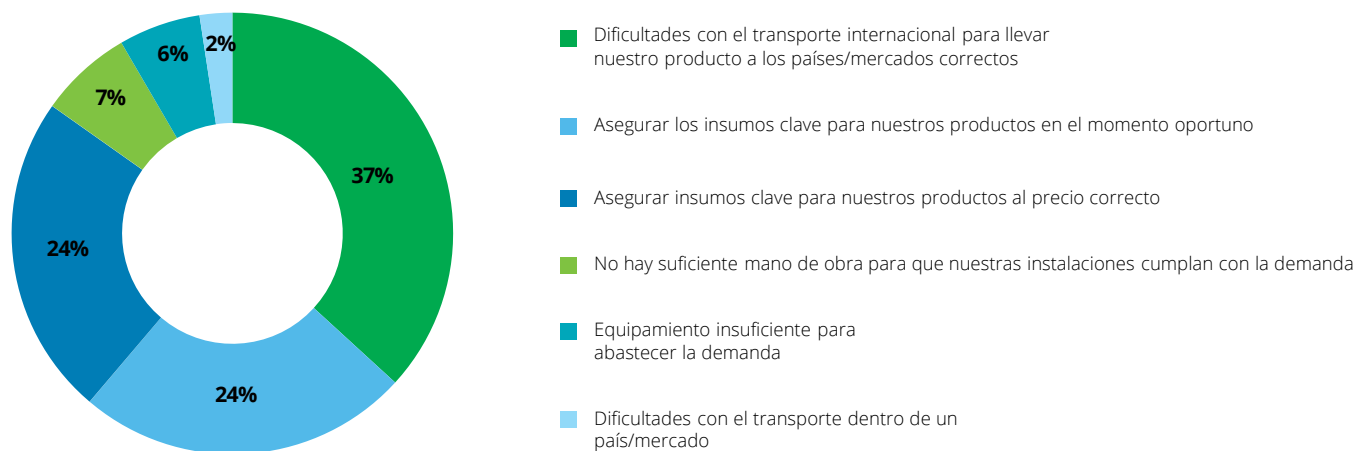 2%
6%
7%
37%
24%
24%
Dificultades con el transporte internacional para llevar
nuestro producto a los países/mercados correctos
Asegurar los insumos clave para nuestros productos en el momento oportuno
Asegurar insumos clave para nuestros productos al precio correcto
No hay suficiente mano de obra para que nuestras instalaciones cumplan con la demanda
Equipamiento insuficiente para
abastecer la demanda
Dificultades con el transporte dentro de un
país/mercado